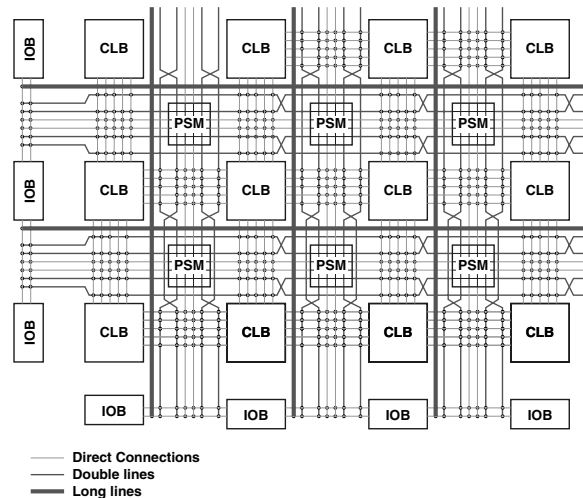 IOB CLB CLB CLB CLB
PSM PSM PSM
IOB CLB CLB CLB CLB
PSM PSM PSM
IOB CLB CLB CLB CLB
IOB IOB IOB IOB
Direct Connections
Double lines
Long lines